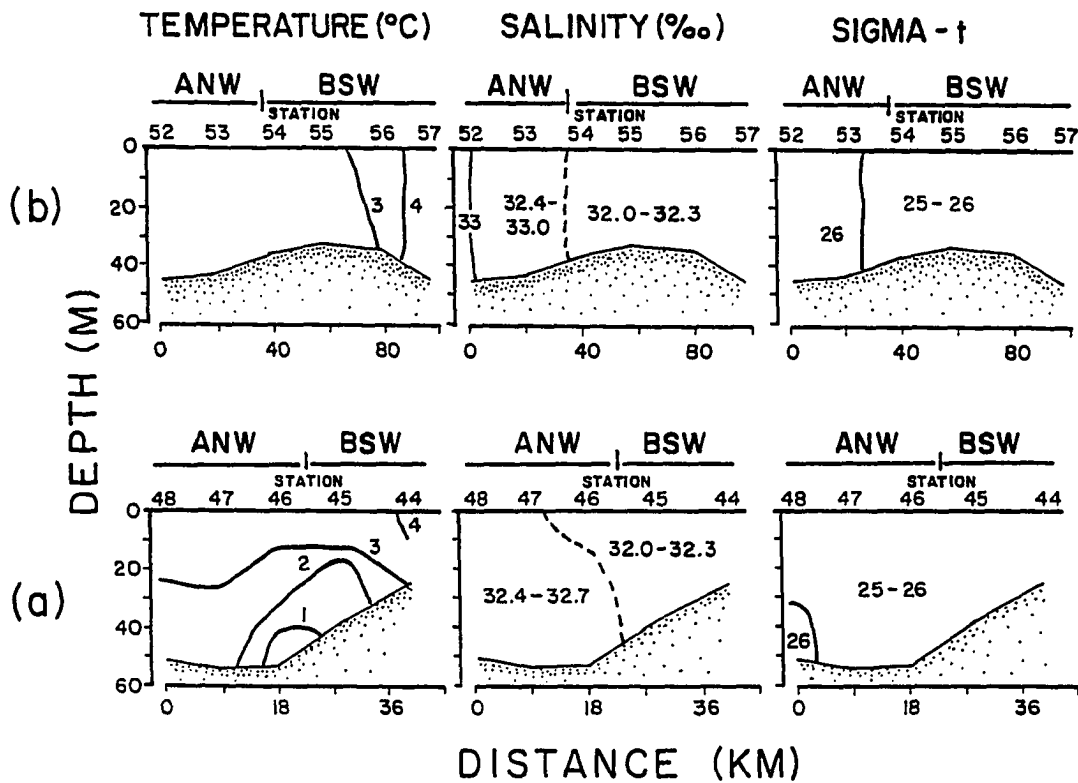 TEMPERATURE (°C) SALINITY (‰) SIGMA-t
ANW BSW ANW BSW ANW BSW
STATION STATION STATION
52 53 54 55 56 57 52 53 54 55 56 57 52 53 54 55 56 57
0
20
40
60
(b)
3 4
33 32.4-33.0 32.0-32.3
26 25-26
0 40 80 0 40 80 0 40 80
DEPTH (M)
ANW BSW ANW BSW ANW BSW
STATION STATION STATION
48 47 46 45 44 48 47 46 45 44 48 47 46 45 44
0
20
40
60
(a)
4 3 2 1
32.0-32.3
32.4-32.7
25-26
26
0 18 36 0 18 36 0 18 36
DISTANCE (KM)